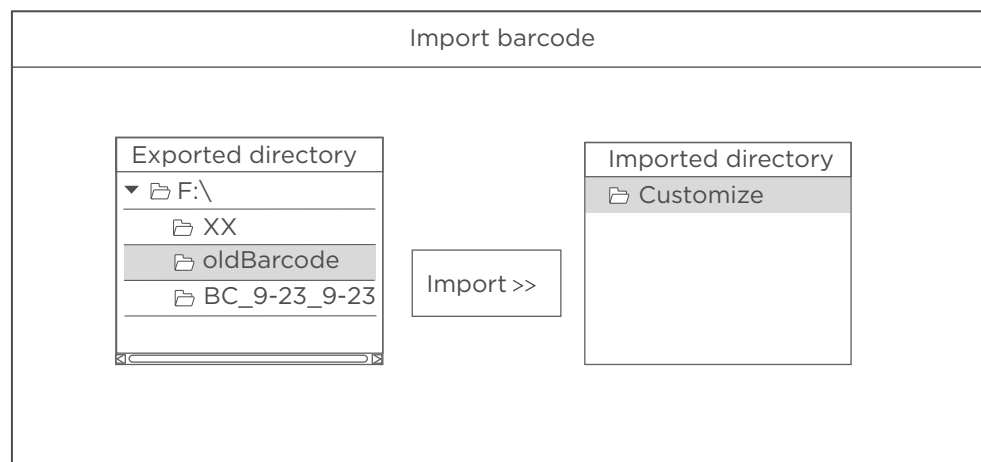 Import barcode
Exported directory
F:\
XX
oldBarcode
BC_9-23_9-23
Import >>
Imported directory
Customize